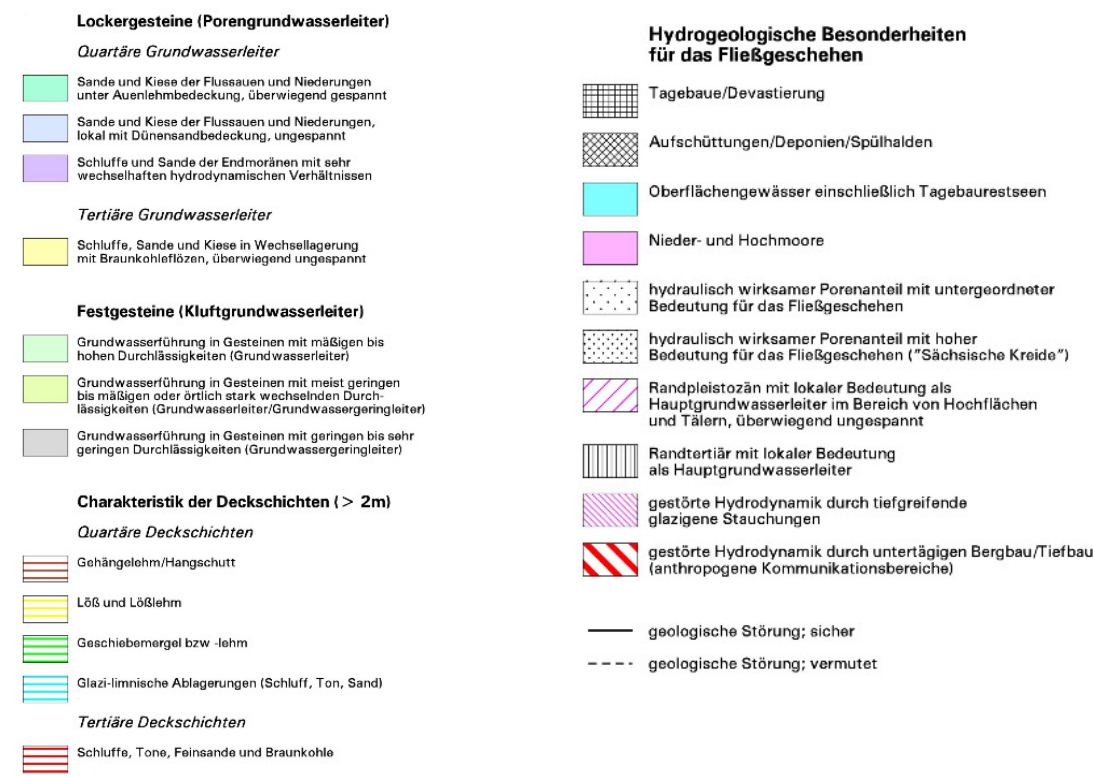 Lockergesteine (Porengrundwasserleiter)
Quartäre Grundwasserleiter
Sande und Kiese der Flussauen und Niederungen
unter Auenlehmbedeckung, überwiegend gespannt
Sande und Kiese der Flussauen und Niederungen,
lokal mit Dünensandbedeckung, ungespannt
Schluffe und Sande der Endmoränen mit sehr
wechselhaften hydrodynamischen Verhältnissen
Tertiäre Grundwasserleiter
Schluffe, Sande und Kiese in Wechsellagerung
mit Braunkohleflözen, überwiegend ungespannt
Festgesteine (Kluftgrundwasserleiter)
Grundwasserführung in Gesteinen mit mäßigen bis
hohen Durchlässigkeiten (Grundwasserleiter)
Grundwasserführung in Gesteinen mit meist geringen
bis mäßigen oder örtlich stark wechselnden Durch-
lässigkeiten (Grundwasserleiter/Grundwassergeringleiter)
Grundwasserführung in Gesteinen mit geringen bis sehr
geringen Durchlässigkeiten (Grundwassergeringleiter)
Charakteristik der Deckschichten (> 2m)
Quartäre Deckschichten
Gehängelehm/Hangschutt
Löß und Lößlehm
Geschiebemergel bzw -lehm
Glazi-limnische Ablagerungen (Schluff, Ton, Sand)
Tertiäre Deckschichten
Schluffe, Tone, Feinsande und Braunkohle
Hydrogeologische Besonderheiten
für das Fließgeschehen
Tagebaue/Devastierung
Aufschüttungen/Deponien/Spülhalden
Oberflächengewässer einschließlich Tagebaurestseen
Nieder- und Hochmoore
hydraulisch wirksamer Porenanteil mit untergeordneter
Bedeutung für das Fließgeschehen
hydraulisch wirksamer Porenanteil mit hoher
Bedeutung für das Fließgeschehen ("Sächsische Kreide")
Randpleistozän mit lokaler Bedeutung als
Hauptgrundwasserleiter im Bereich von Hochflächen
und Tälern, überwiegend ungespannt
Randtertiär mit lokaler Bedeutung
als Hauptgrundwasserleiter
gestörte Hydrodynamik durch tiefgreifende
glazigene Stauchungen
gestörte Hydrodynamik durch untertägigen Bergbau/Tiefbau
(anthropogene Kommunikationsbereiche)
geologische Störung; sicher
geologische Störung; vermutet